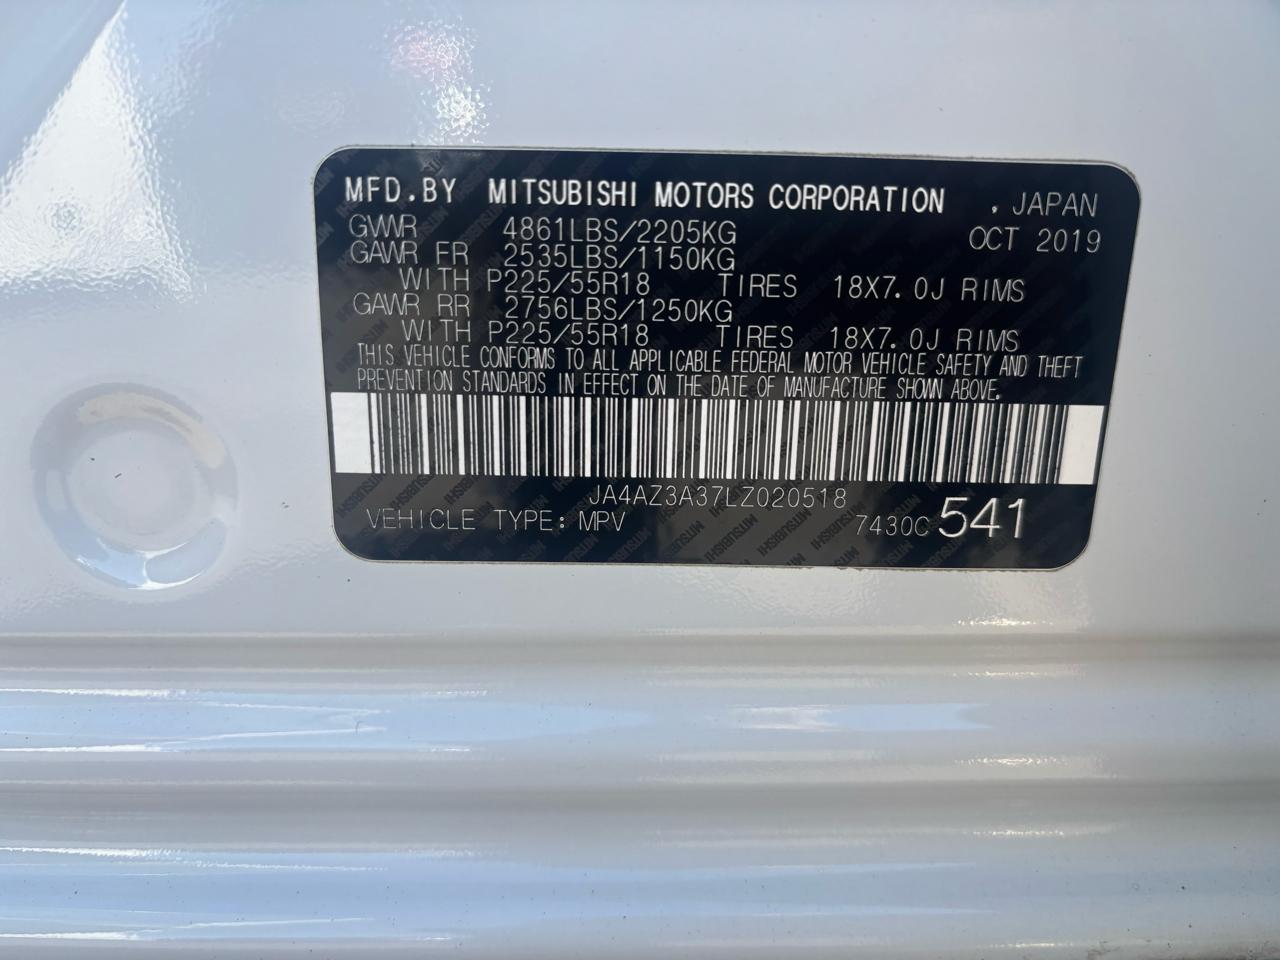 MFD.BY MITSUBISHI MOTORS CORPORATION . JAPAN
GVWR 4861LBS/2205KG OCT 2019
GAWR FR 2535LBS/1150KG
WITH P225/55R18 TIRES 18X7.0J RIMS
GAWR RR 2756LBS/1250KG
WITH P225/55R18 TIRES 18X7.0J RIMS
THIS VEHICLE CONFORMS TO ALL APPLICABLE FEDERAL MOTOR VEHICLE SAFETY AND THEFT
PREVENTION STANDARDS IN EFFECT ON THE DATE OF MANUFACTURE SHOWN ABOVE.
JA4AZ3A37LZ020518
VEHICLE TYPE: MPV 7430C 541